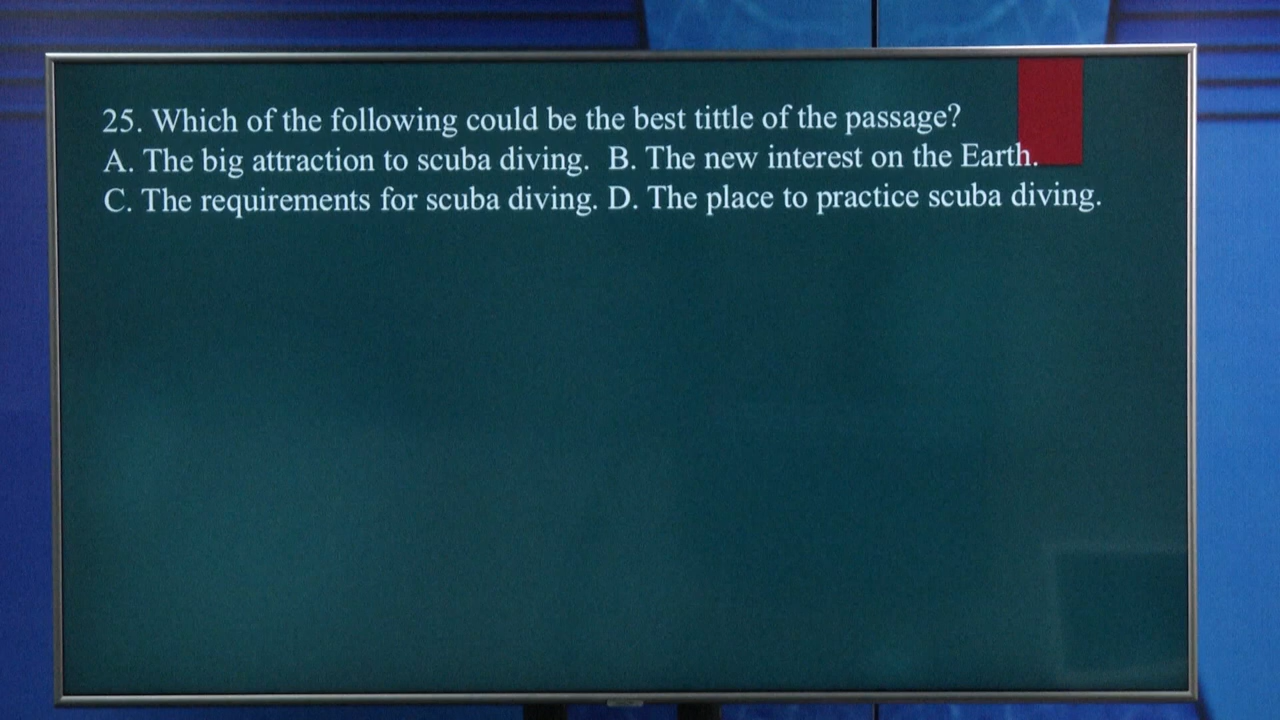 25. Which of the following could be the best tittle of the passage?
A. The big attraction to scuba diving. B. The new interest on the Earth.
C. The requirements for scuba diving. D. The place to practice scuba diving.